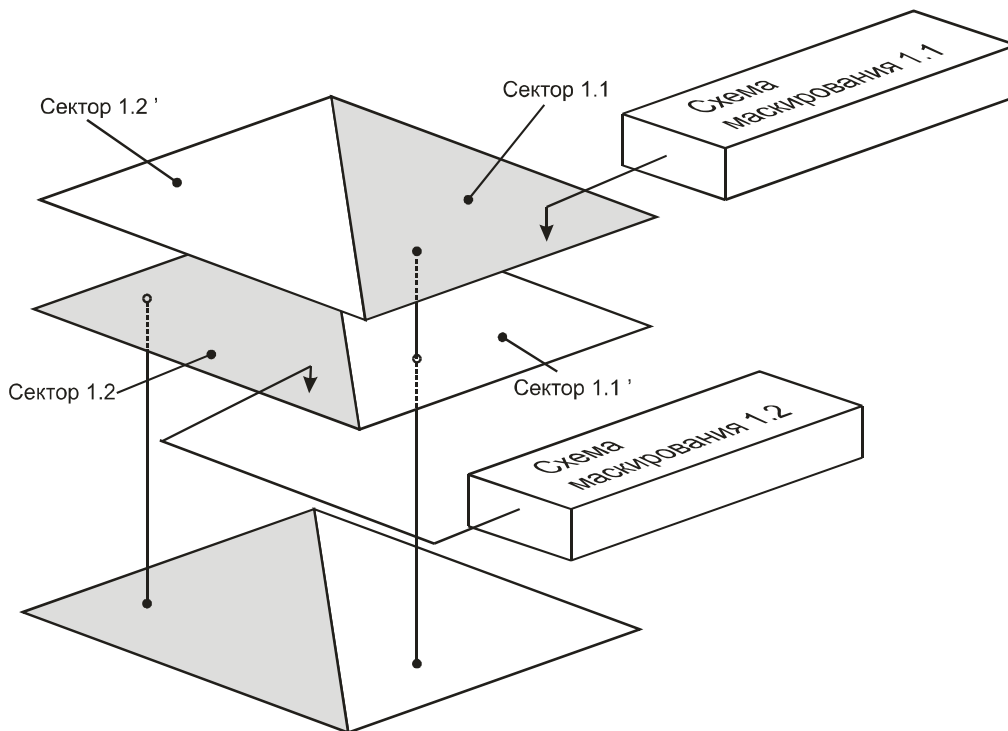 Схема
маскирования 1.1
Сектор 1.2 ’
Сектор 1.1
Сектор 1.2
Сектор 1.1 ’
Схема
маскирования 1.2